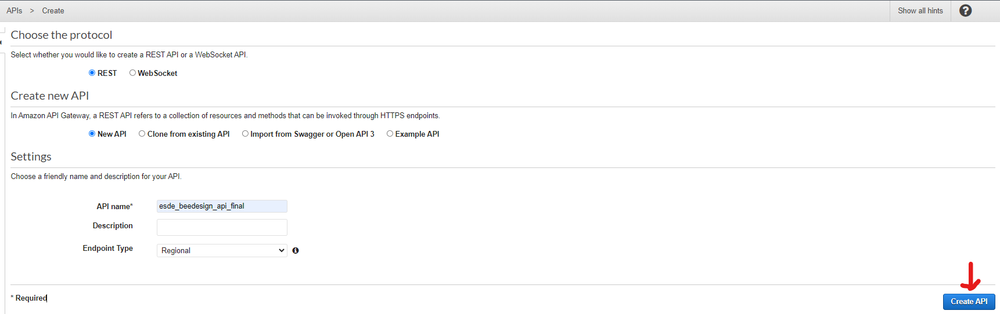 APIs > Create Show all hints ?
Choose the protocol
Select whether you would like to create a REST API or a WebSocket API.
REST WebSocket
Create new API
In Amazon API Gateway, a REST API refers to a collection of resources and methods that can be invoked through HTTPS endpoints.
New API Clone from existing API Import from Swagger or Open API 3 Example API
Settings
Choose a friendly name and description for your API.
API name* esde_beedesign_api_final
Description
Endpoint Type Regional
* Required
Create API